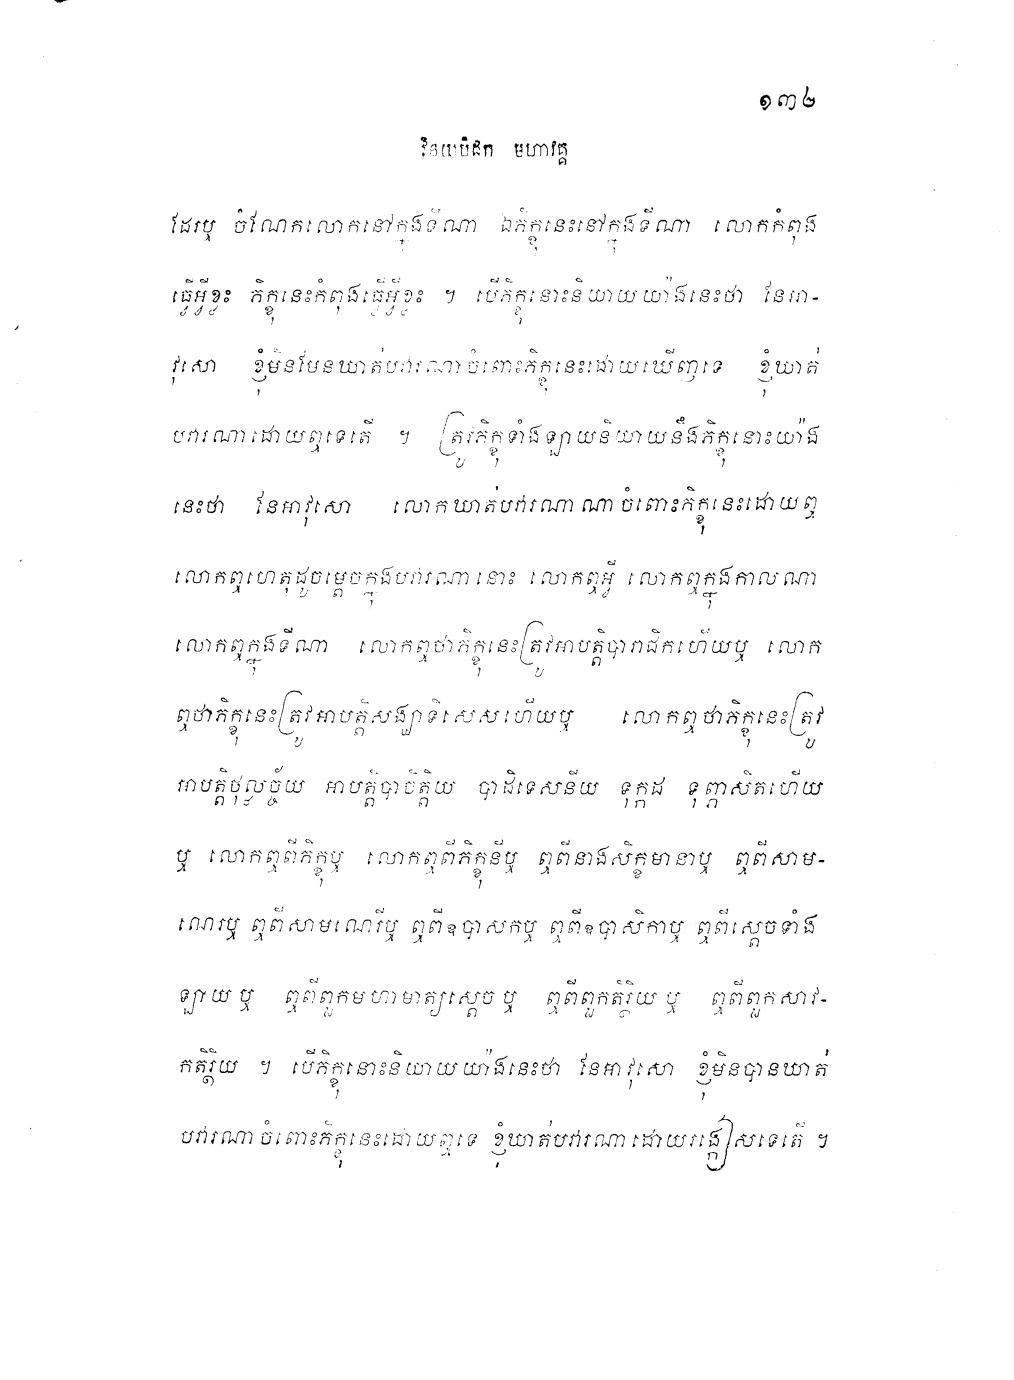 ១៣៤
វិនយបិដក មហាវគ្គ
ដែរឬ ចំណែកលោកនៅក្នុងទីណា ឯភិក្ខុនេះនៅក្នុងទីណា លោកកំពុង
ធ្វើអ្វីខ្លះ ភិក្ខុនេះកំពុងធ្វើអ្វីខ្លះ ។ បើភិក្ខុនោះនិយាយយ៉ាងនេះថា នែអា-
វុសោ ខ្ញុំមិនមែនឃាត់បវារណាចំពោះភិក្ខុនេះដោយឃើញទេ ខ្ញុំឃាត់
បវារណាដោយឮទេតើ ។ ត្រូវភិក្ខុទាំងឡាយនិយាយនឹងភិក្ខុនោះយ៉ាង
នេះថា នែអាវុសោ លោកឃាត់បវារណាណាចំពោះភិក្ខុនេះដោយឮ
លោកឮហេតុដូចម្តេចក្នុងបវារណានោះ លោកឮអ្វី លោកឮក្នុងកាលណា
លោកឮក្នុងទីណា លោកឮថាភិក្ខុនេះត្រូវអាបត្តិបារាជិកហើយឬ លោក
ឮថាភិក្ខុនេះត្រូវអាបត្តិសង្ឃាទិសេសហើយឬ លោកឮថាភិក្ខុនេះត្រូវ
អាបត្តិថុល្លច្ច័យ អាបត្តិបាចិត្តិយ បាដិទេសនីយ ទុក្កដ ទុព្ភាសិតហើយ
ឬ លោកឮពីភិក្ខុឬ លោកឮពីភិក្ខុនីឬ ឮពីនាងសិក្ខមានាឬ ឮពីសាម-
ណេរឬ ឮពីសាមណេរីឬ ឮពីឧបាសកឬ ឮពីឧបាសិកាឬ ឮពីស្តេចទាំង
ឡាយឬ ឮពីពួកមហាមាត្យស្តេចឬ ឮពីពួកតិរ្ថិយឬ ឮពីពួកសាវ-
កតិរ្ថិយ ។ បើភិក្ខុនោះនិយាយយ៉ាងនេះថា នែអាវុសោ ខ្ញុំមិនបានឃាត់
បវារណាចំពោះភិក្ខុនេះដោយឮទេ ខ្ញុំឃាត់បវារណាដោយរង្កៀសទេតើ ។